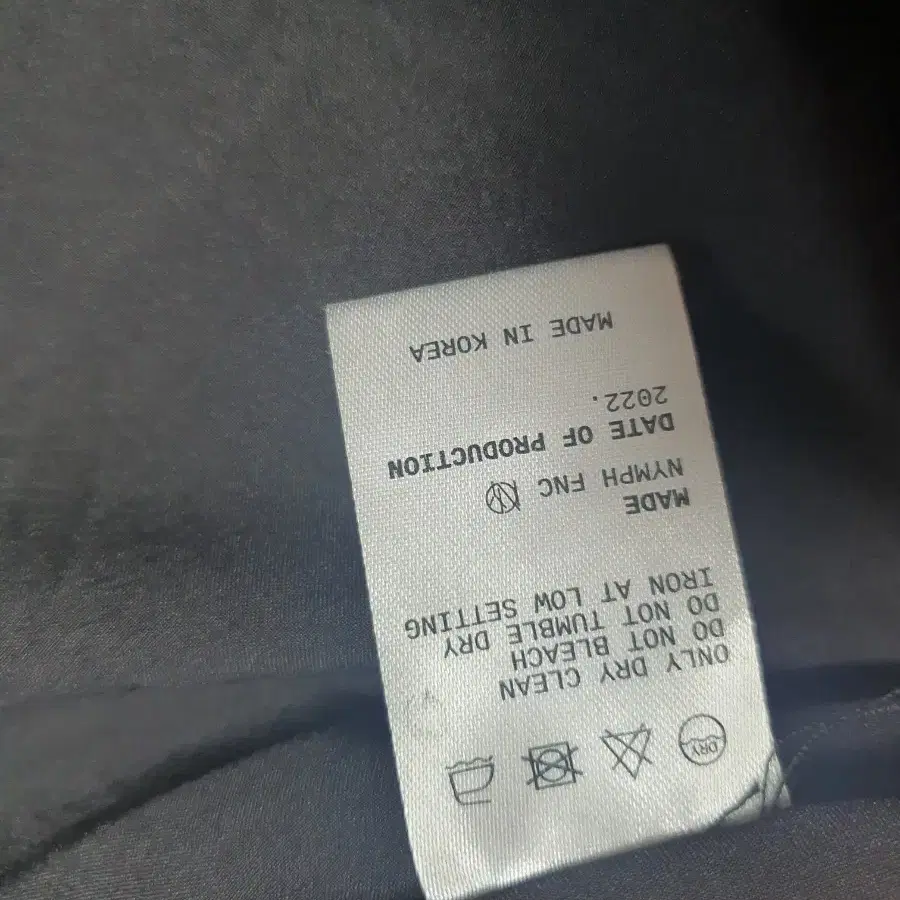 DRY
ONLY DRY CLEAN
DO NOT BLEACH
DO NOT TUMBLE DRY
IRON AT LOW SETTING
MADE
NYMPH FNC
DATE OF PRODUCTION
2022.
MADE IN KOREA